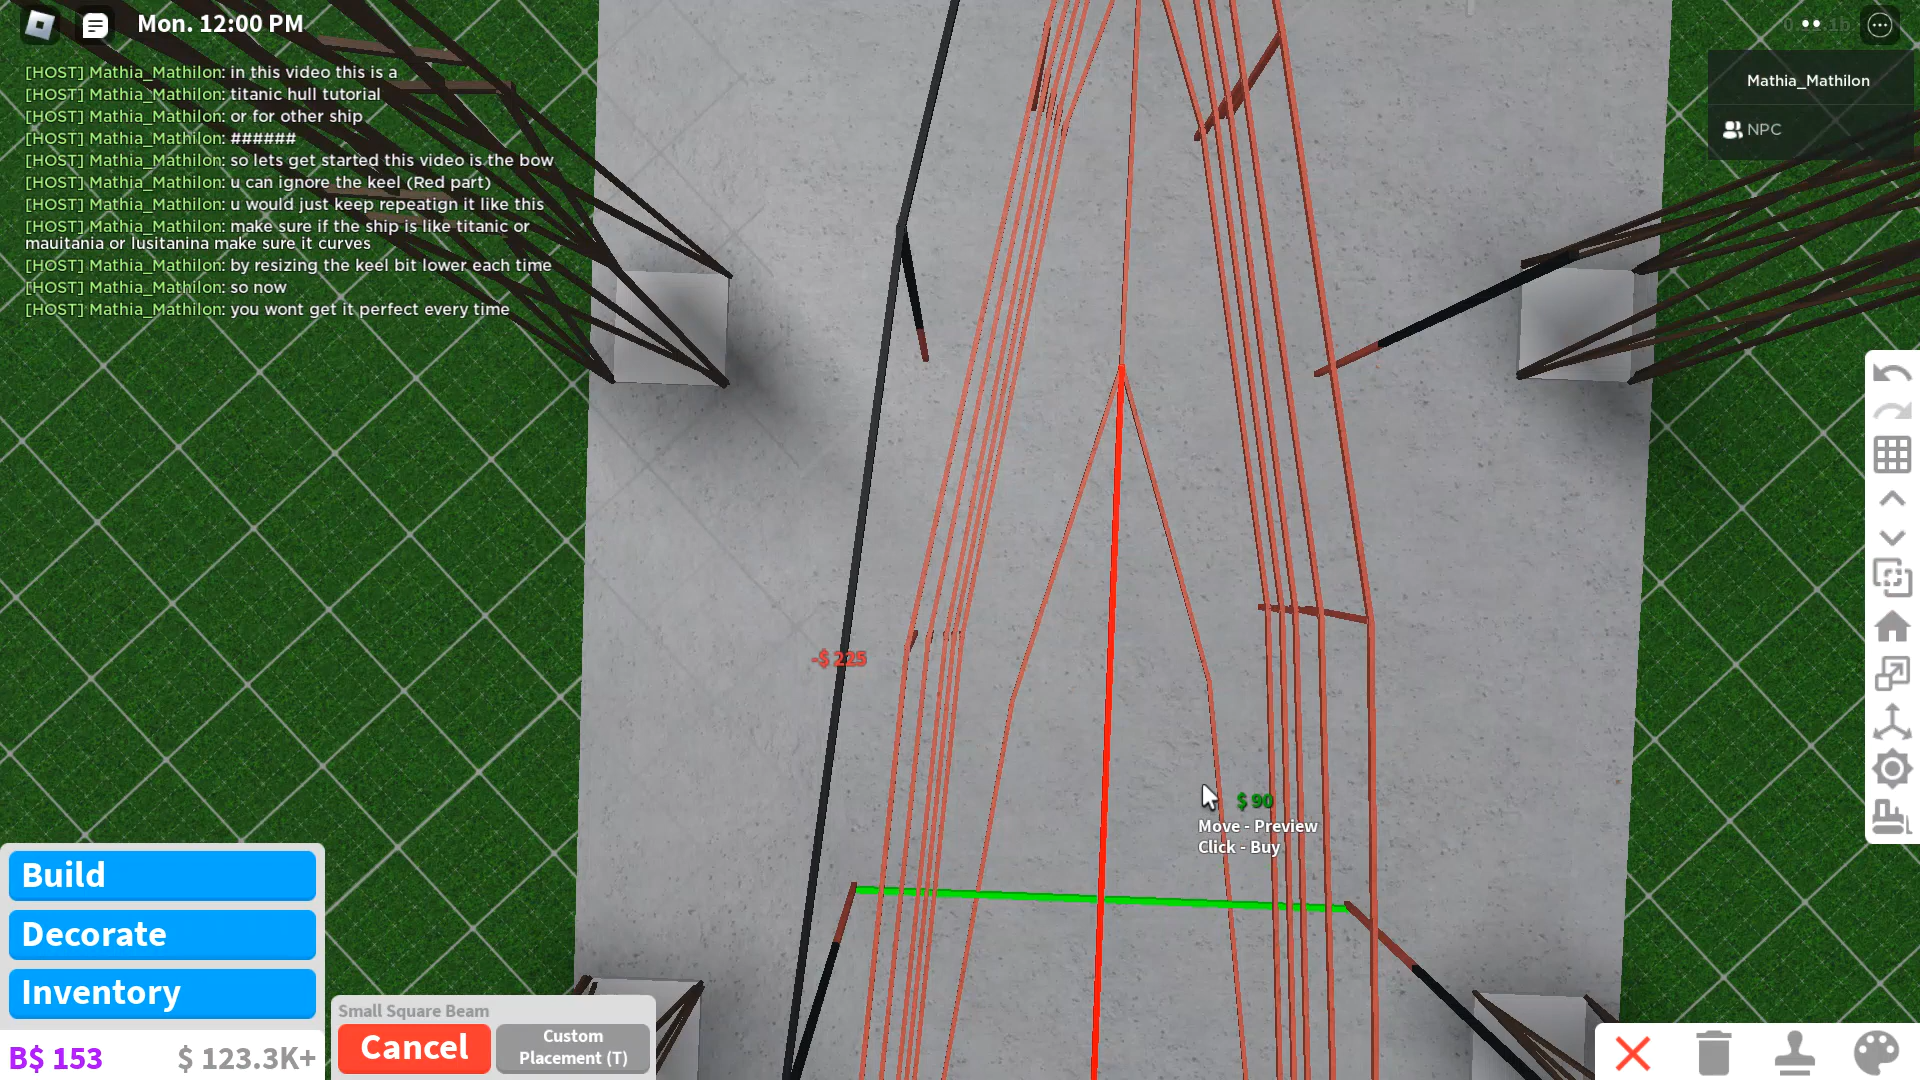 Mon. 12:00 PM
[HOST] Mathia_Mathilon: in this video this is a
[HOST] Mathia_Mathilon: titanic hull tutorial
[HOST] Mathia_Mathilon: or for other ship
[HOST] Mathia_Mathilon: ######
[HOST] Mathia_Mathilon: so lets get started this video is the bow
[HOST] Mathia_Mathilon: u can ignore the keel (Red part)
[HOST] Mathia_Mathilon: u would just keep repeatign it like this
[HOST] Mathia_Mathilon: make sure if the ship is like titanic or
mauitania or lusitanina make sure it curves
[HOST] Mathia_Mathilon: by resizing the keel bit lower each time
[HOST] Mathia_Mathilon: so now
[HOST] Mathia_Mathilon: you wont get it perfect every time
Mathia_Mathilon
NPC
-$ 225
$ 90
Move - Preview
Click - Buy
Build
Decorate
Inventory
B$ 153
$ 123.3K+
Small Square Beam
Cancel
Custom
Placement (T)